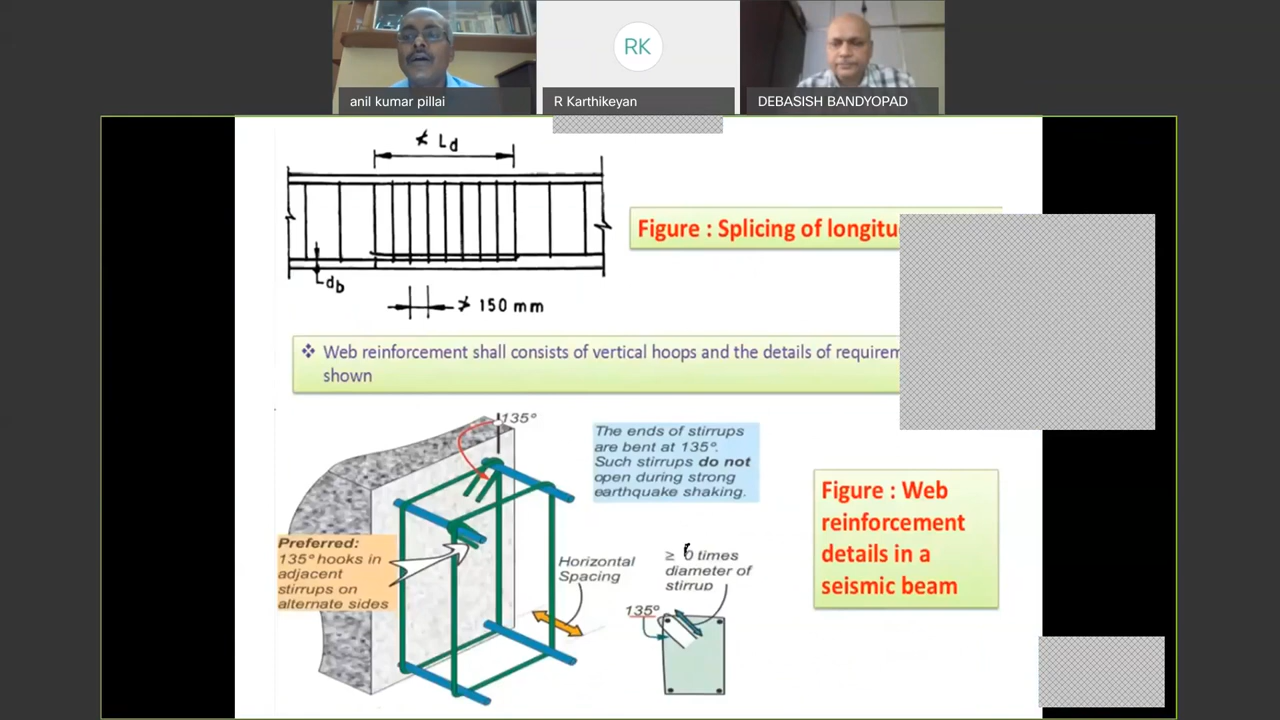 RK
anil kumar pillai
R Karthikeyan
DEBASISH BANDYOPAD
≮ Ld
Figure : Splicing of
db
≯ 150 mm
❖ Web reinforcement shall consists of vertical hoops and the details of
shown
135°
The ends of stirrups
are bent at 135°.
Such stirrups do not
open during strong
earthquake shaking.
Preferred:
135° hooks in
adjacent
stirrups on
alternate sides
Horizontal
Spacing
≥ 6 times
diameter of
stirrup
135°
Figure : Web
reinforcement
details in a
seismic beam